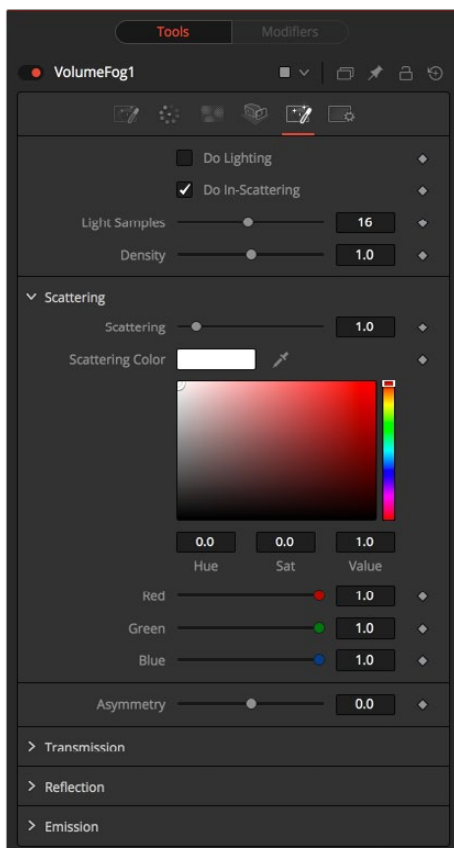 Tools Modifiers
VolumeFog1
Do Lighting
Do In-Scattering
Light Samples 16
Density 1.0
Scattering
Scattering 1.0
Scattering Color
0.0 0.0 1.0
Hue Sat Value
Red 1.0
Green 1.0
Blue 1.0
Asymmetry 0.0
Transmission
Reflection
Emission